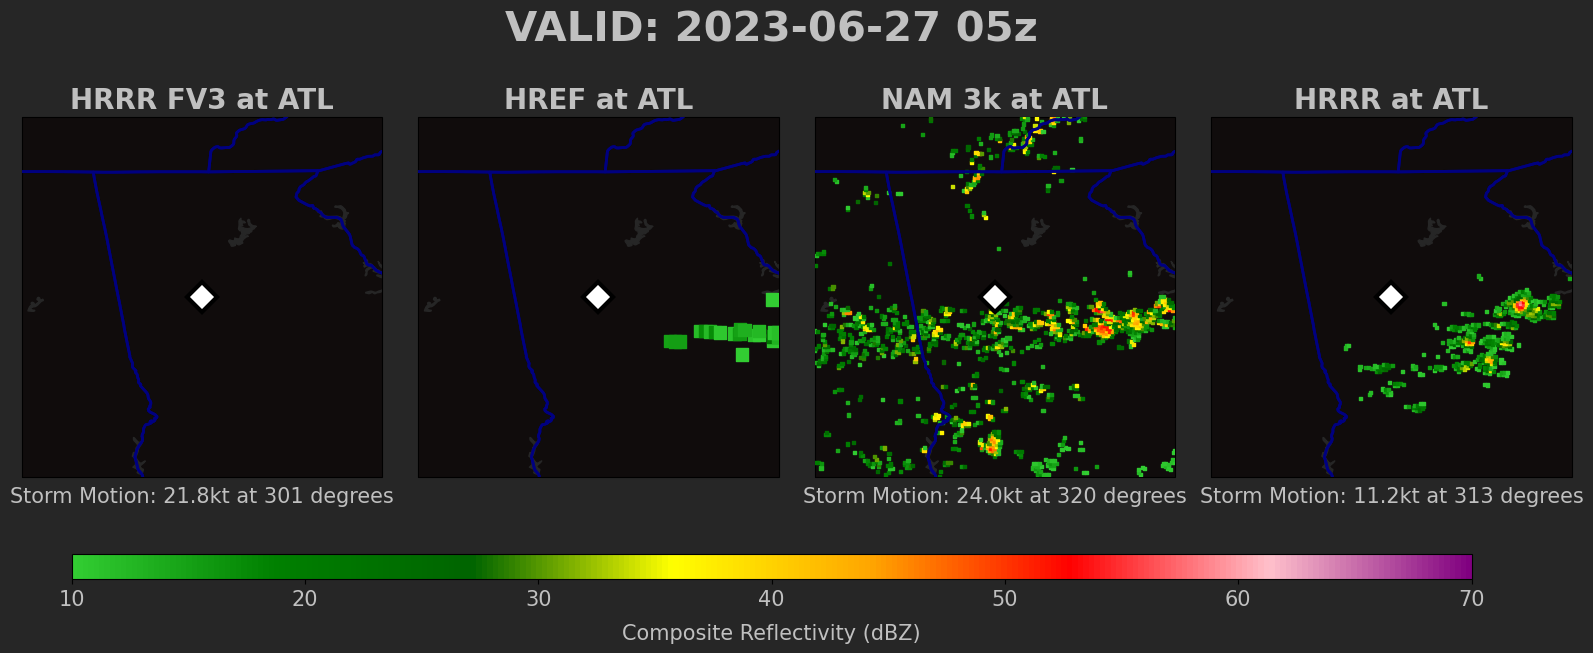 VALID: 2023-06-27 05z
HRRR FV3 at ATL
HREF at ATL
NAM 3k at ATL
HRRR at ATL
Storm Motion: 21.8kt at 301 degrees
Storm Motion: 24.0kt at 320 degrees
Storm Motion: 11.2kt at 313 degrees
10 20 30 40 50 60 70
Composite Reflectivity (dBZ)